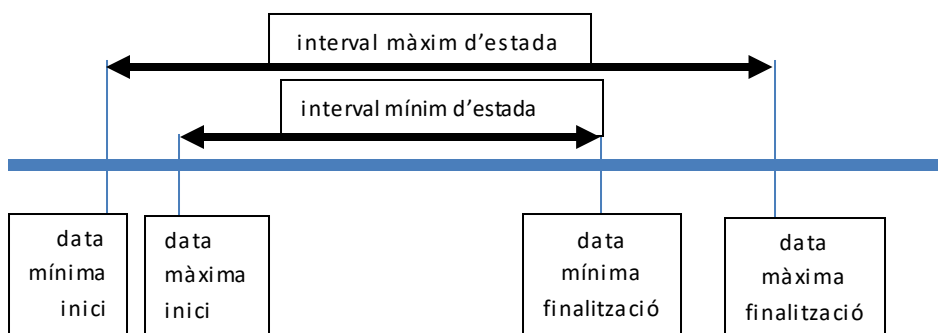 interval màxim d’estada
interval mínim d’estada
data
mínima
inici
data
màxima
inici
data
mínima
finalització
data
màxima
finalització